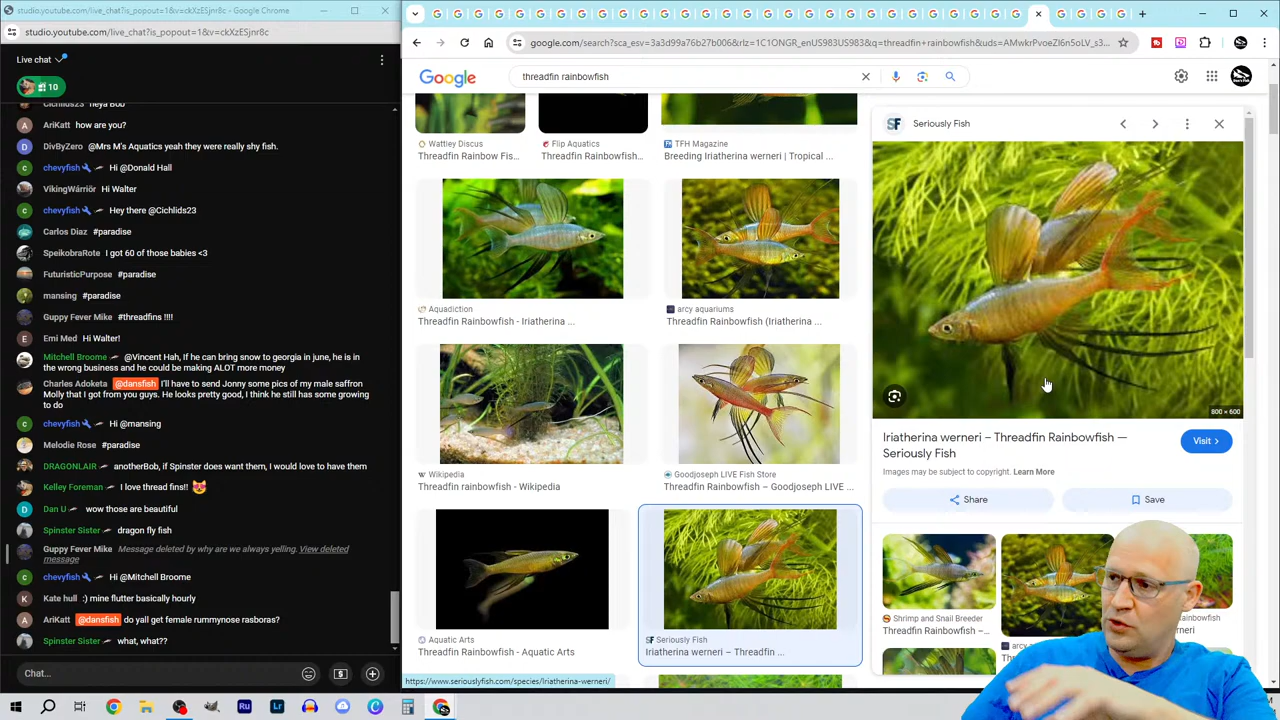 studio.youtube.com/live_chat?is_popout=1&v=ckXzESjnr8c - Google Chrome
studio.youtube.com/live_chat?is_popout=1&v=ckXzESjnr8c
Live chat
10
Cichlids23 heya Bob
AriKatt how are you?
DivByZero @Mrs M's Aquatics yeah they were really shy fish.
chevyfish Hi @Donald Hall
VikingWárriör Hi Walter
chevyfish Hey there @Cichlids23
Carlos Diaz #paradise
SpeikobraRote I got 60 of those babies <3
FuturisticPurpose #paradise
mansing #paradise
Guppy Fever Mike #threadfins !!!!
Emi Med Hi Walter!
Mitchell Broome @Vincent Hah, If he can bring snow to georgia in june, he is in
the wrong business and he could be making ALOT more money
Charles Adoketa @dansfish I'll have to send Jonny some pics of my male saffron
Molly that I got from you guys. He looks pretty good, I think he still has some growing
to do
chevyfish Hi @mansing
Melodie Rose #paradise
DRAGONLAIR anotherBob, if Spinster does want them, I would love to have them
Kelley Foreman I love thread fins!!
Dan U wow those are beautiful
Spinster Sister dragon fly fish
Guppy Fever Mike Message deleted by why are we always yelling. View deleted
message
chevyfish Hi @Mitchell Broome
Kate hull :) mine flutter basically hourly
AriKatt @dansfish do yall get female rummynose rasboras?
Spinster Sister what, what??
Chat...
google.com/search?sca_esv=3a3d99a76b27b006&rlz=1C1ONGR_enUS983US983&q=threadfin+rainbowfish&uds=AMwkrPvoeZl6n5oLV_s3...
Google
threadfin rainbowfish
Wattley Discus
Threadfin Rainbow Fis...
Flip Aquatics
Threadfin Rainbowfish...
TFH Magazine
Breeding Iriatherina werneri | Tropical ...
Aquadiction
Threadfin Rainbowfish - Iriatherina ...
arcy aquariums
Threadfin Rainbowfish (Iriatherina ...
Wikipedia
Threadfin rainbowfish - Wikipedia
Goodjoseph LIVE Fish Store
Threadfin Rainbowfish – Goodjoseph LIVE ...
Aquatic Arts
Threadfin Rainbowfish - Aquatic Arts
SF Seriously Fish
Iriatherina werneri – Threadfin ...
https://www.seriouslyfish.com/species/iriatherina-werneri/
SF Seriously Fish
800 × 600
Iriatherina werneri – Threadfin Rainbowfish —
Seriously Fish
Visit
Images may be subject to copyright. Learn More
Share
Save
Shrimp and Snail Breeder
Threadfin Rainbowfish –...
Ru
Lr